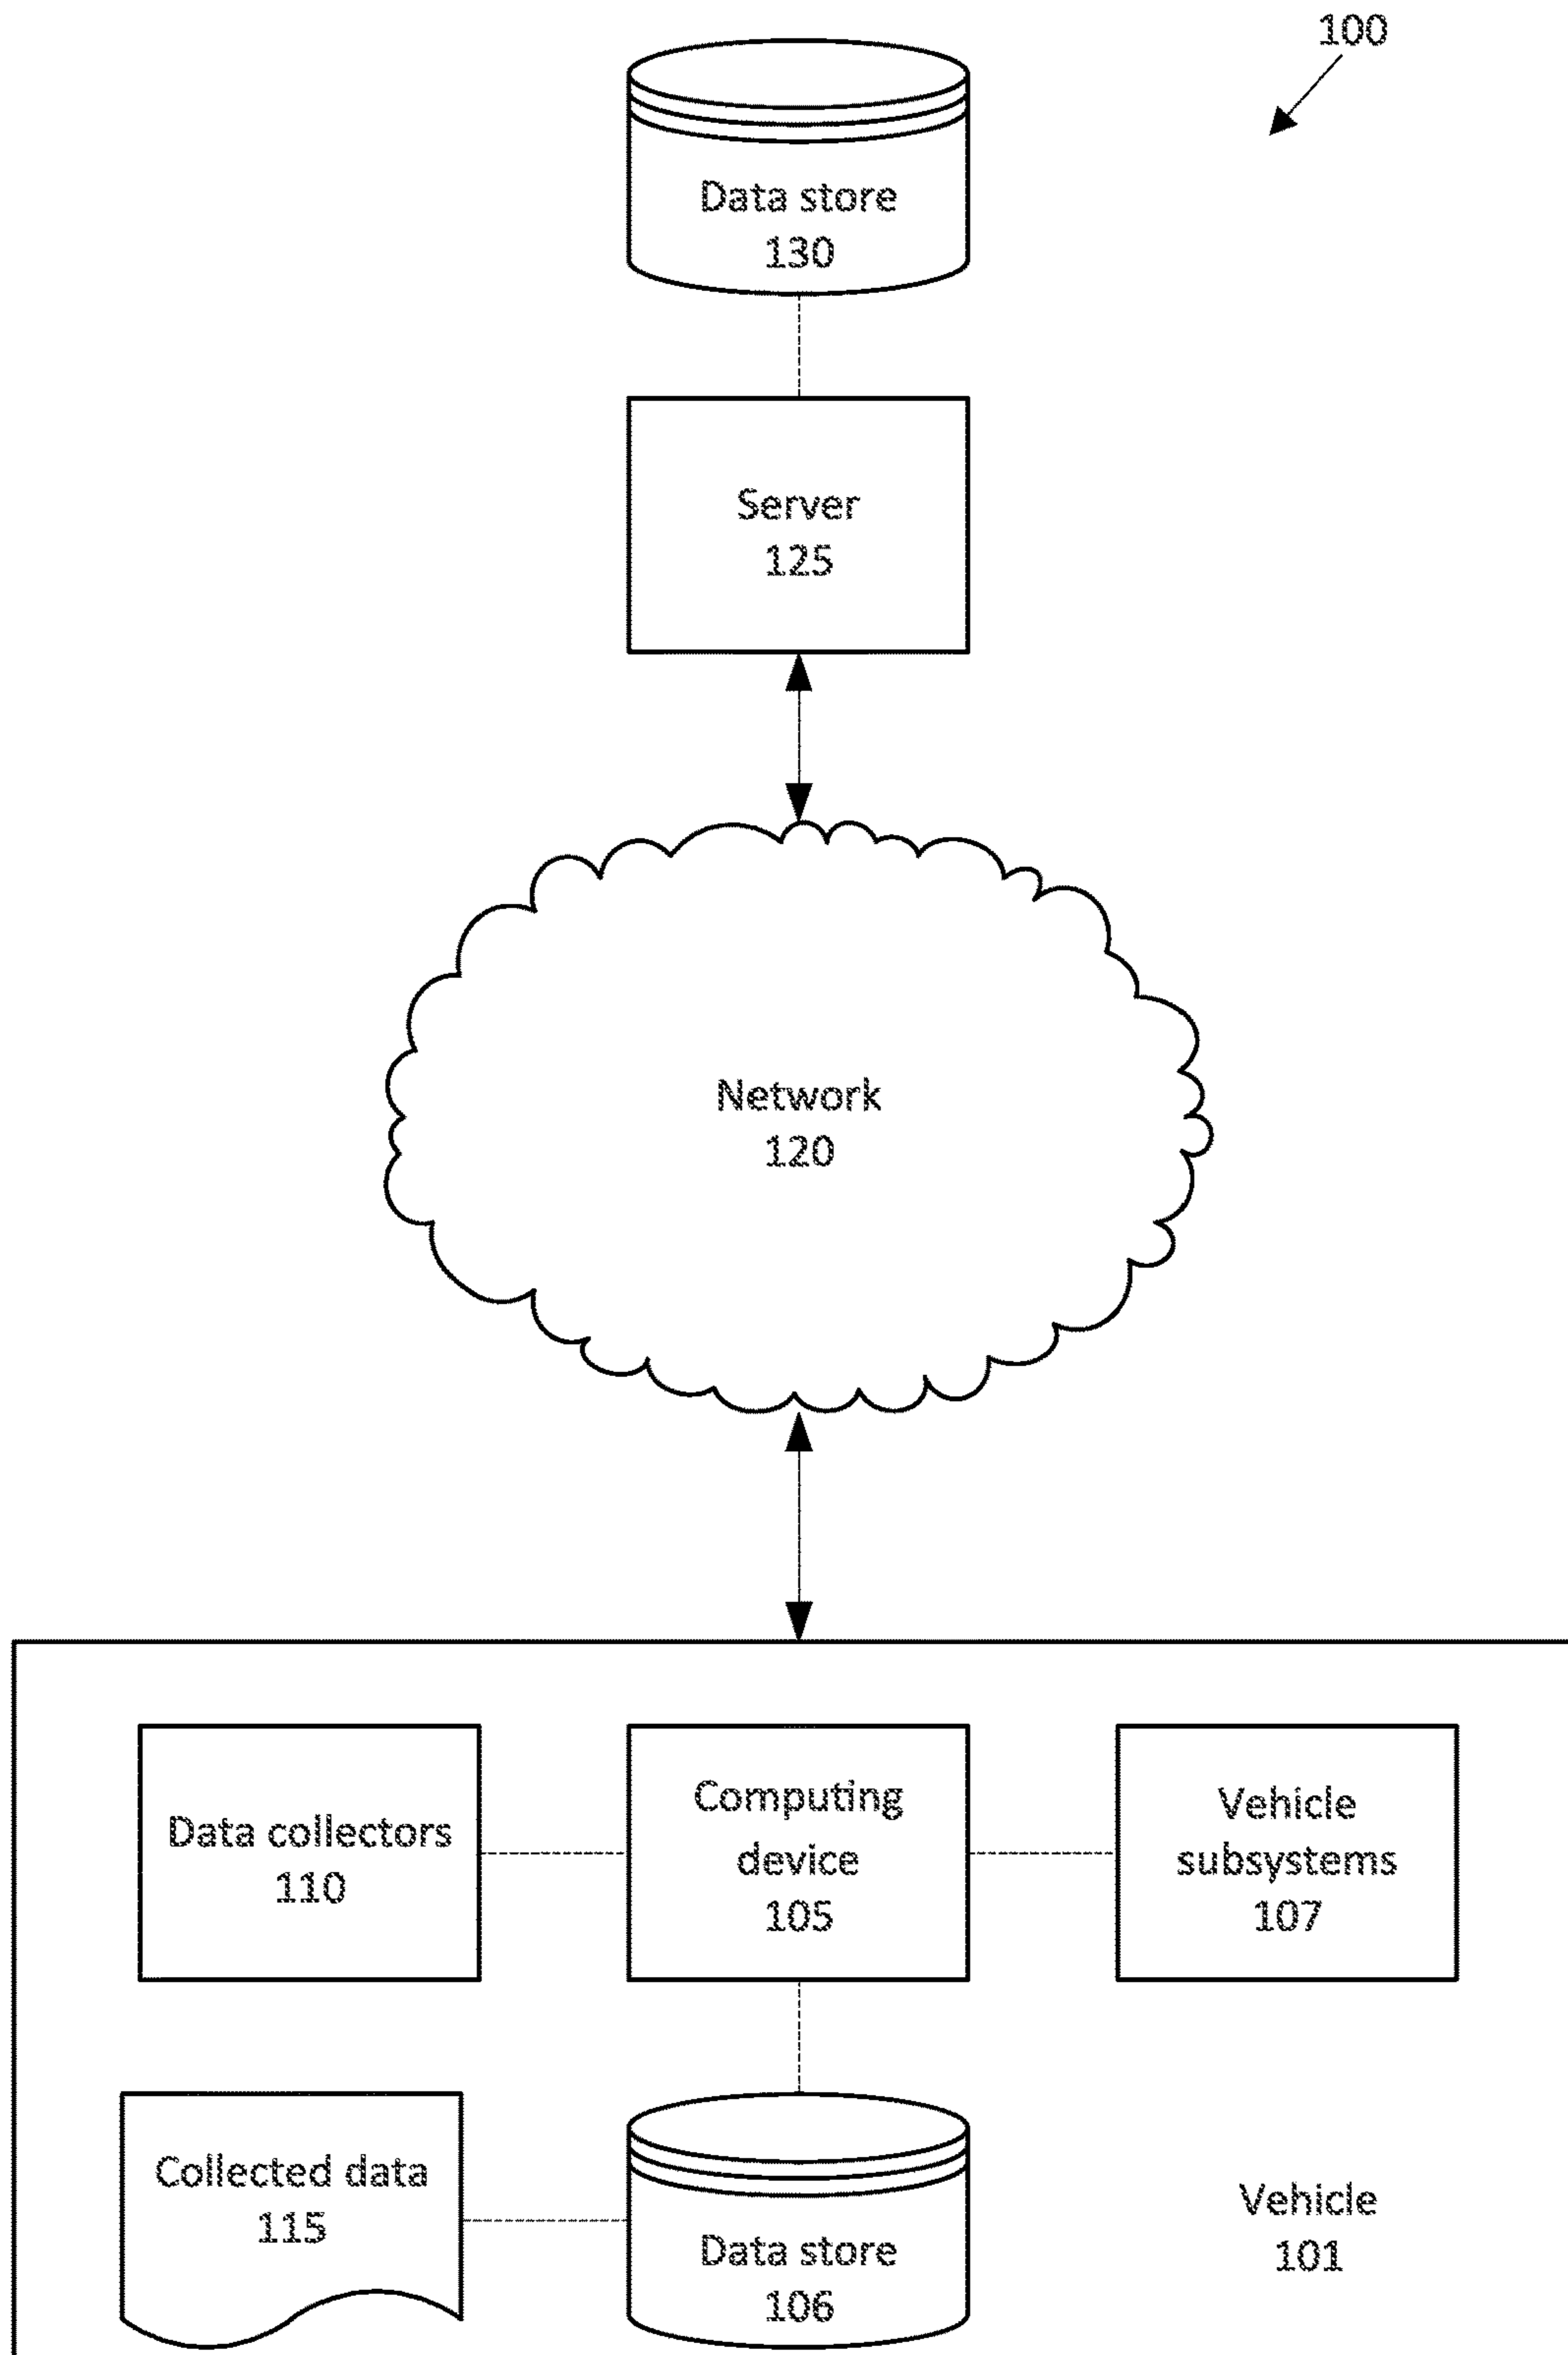 100
Data store
130
Server
125
Network
120
Data collectors
110
Computing
device
105
Vehicle
subsystems
107
Collected data
115
Data store
106
Vehicle
101